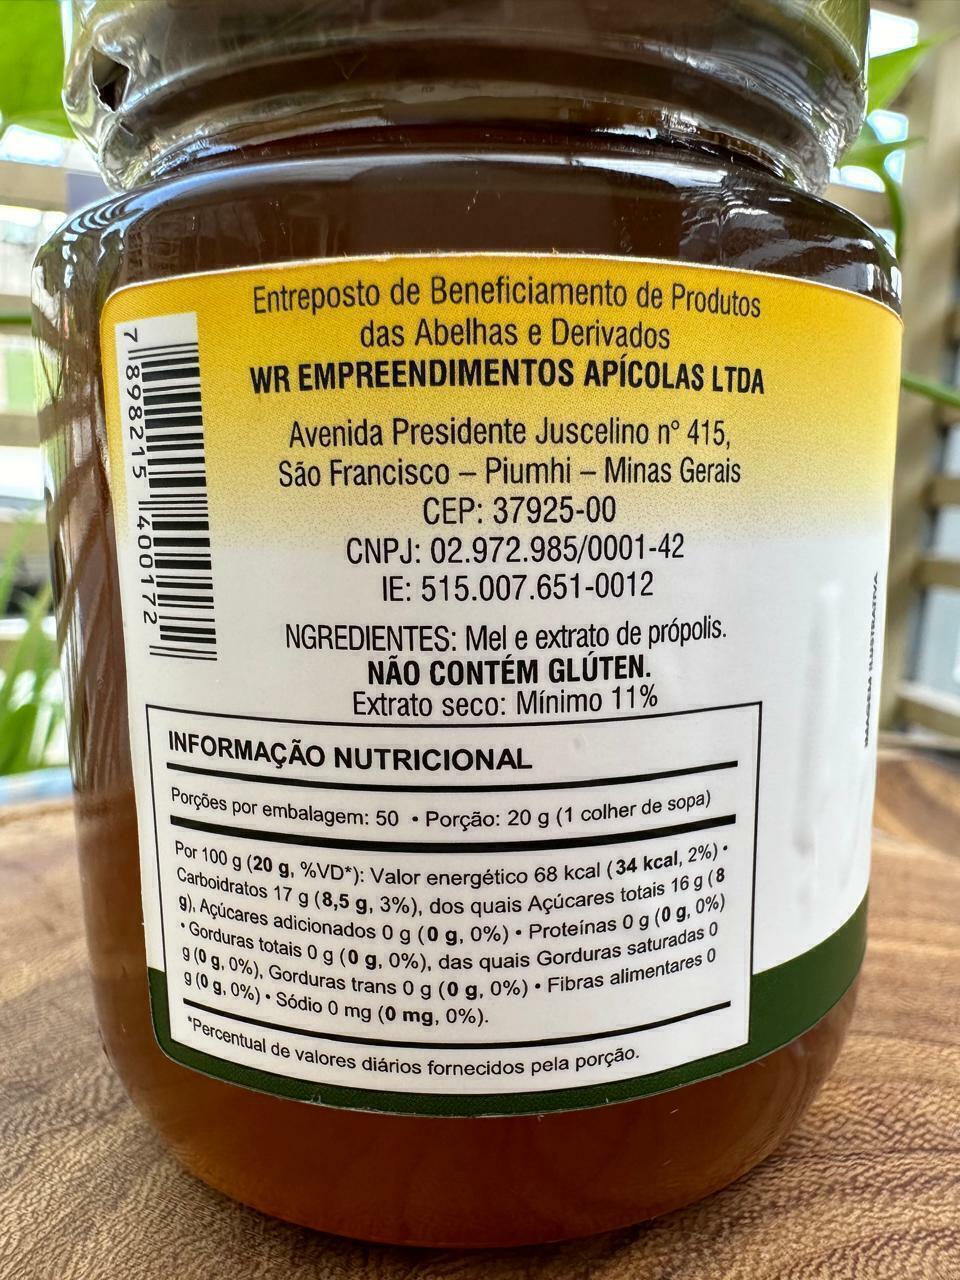 Entreposto de Beneficiamento de Produtos
das Abelhas e Derivados
WR EMPREENDIMENTOS APÍCOLAS LTDA
Avenida Presidente Juscelino n° 415,
São Francisco – Piumhi – Minas Gerais
CEP: 37925-00
CNPJ: 02.972.985/0001-42
IE: 515.007.651-0012
NGREDIENTES: Mel e extrato de própolis.
NÃO CONTÉM GLÚTEN.
Extrato seco: Mínimo 11%
7 898215 400172
INFORMAÇÃO NUTRICIONAL
Porções por embalagem: 50 • Porção: 20 g (1 colher de sopa)
Por 100 g (20 g, %VD*): Valor energético 68 kcal (34 kcal, 2%) •
Carboidratos 17 g (8,5 g, 3%), dos quais Açúcares totais 16 g (8
g), Açúcares adicionados 0 g (0 g, 0%) • Proteínas 0 g (0 g, 0%)
• Gorduras totais 0 g (0 g, 0%), das quais Gorduras saturadas 0
g (0 g, 0%), Gorduras trans 0 g (0 g, 0%) • Fibras alimentares 0
g (0 g, 0%) • Sódio 0 mg (0 mg, 0%).
*Percentual de valores diários fornecidos pela porção.
IMAGEM ILUSTRATIVA